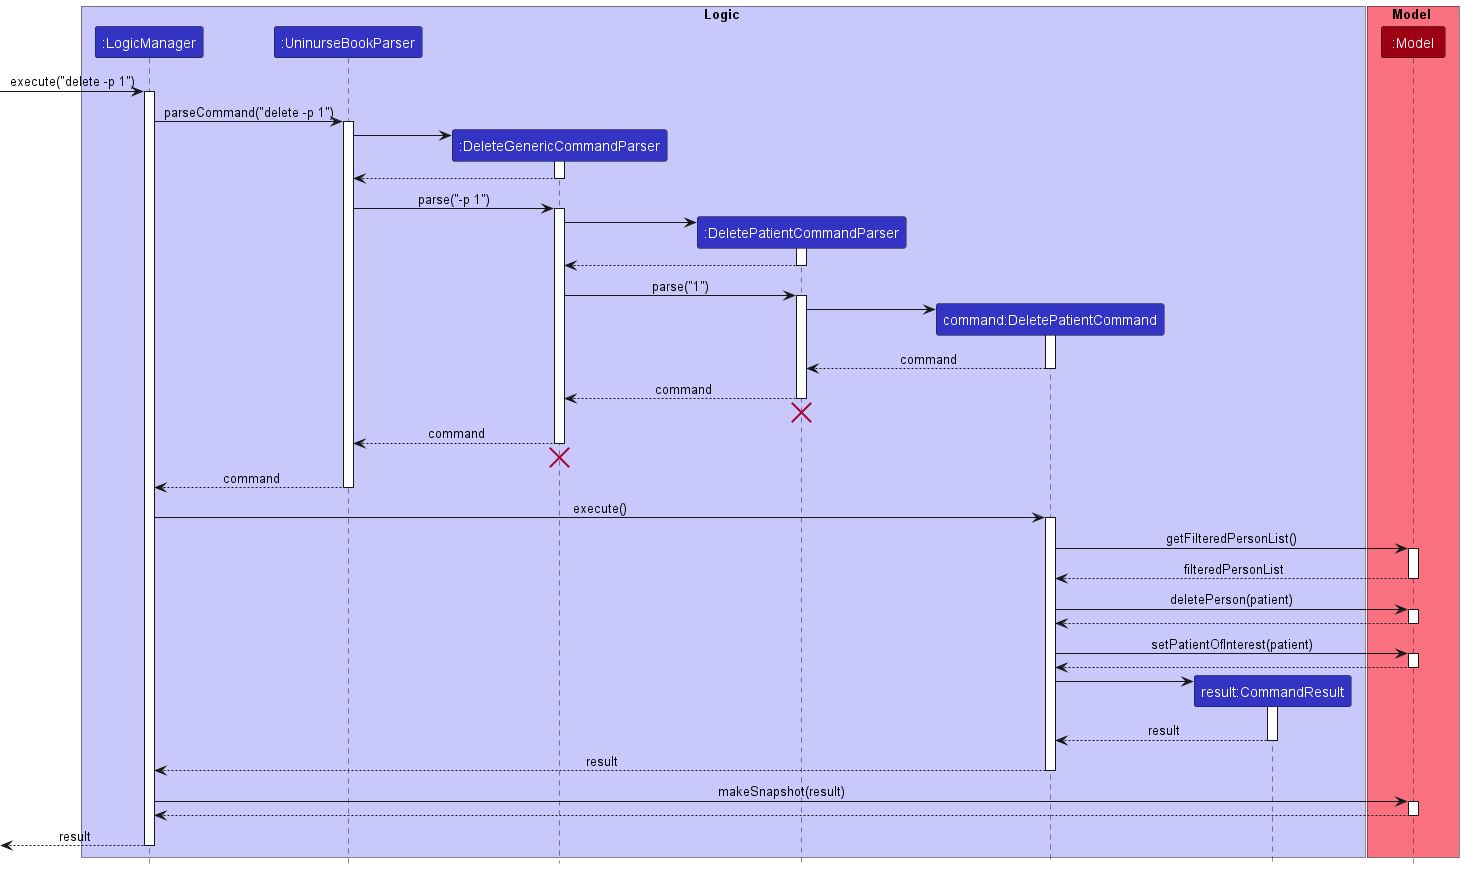 Logic
Model
:LogicManager
:UninurseBookParser
:Model
execute("delete -p 1")
parseCommand("delete -p 1")
:DeleteGenericCommandParser
parse("-p 1")
:DeletePatientCommandParser
parse("1")
command:DeletePatientCommand
command
command
command
command
execute()
getFilteredPersonList()
filteredPersonList
deletePerson(patient)
setPatientOfInterest(patient)
result:CommandResult
result
result
makeSnapshot(result)
result